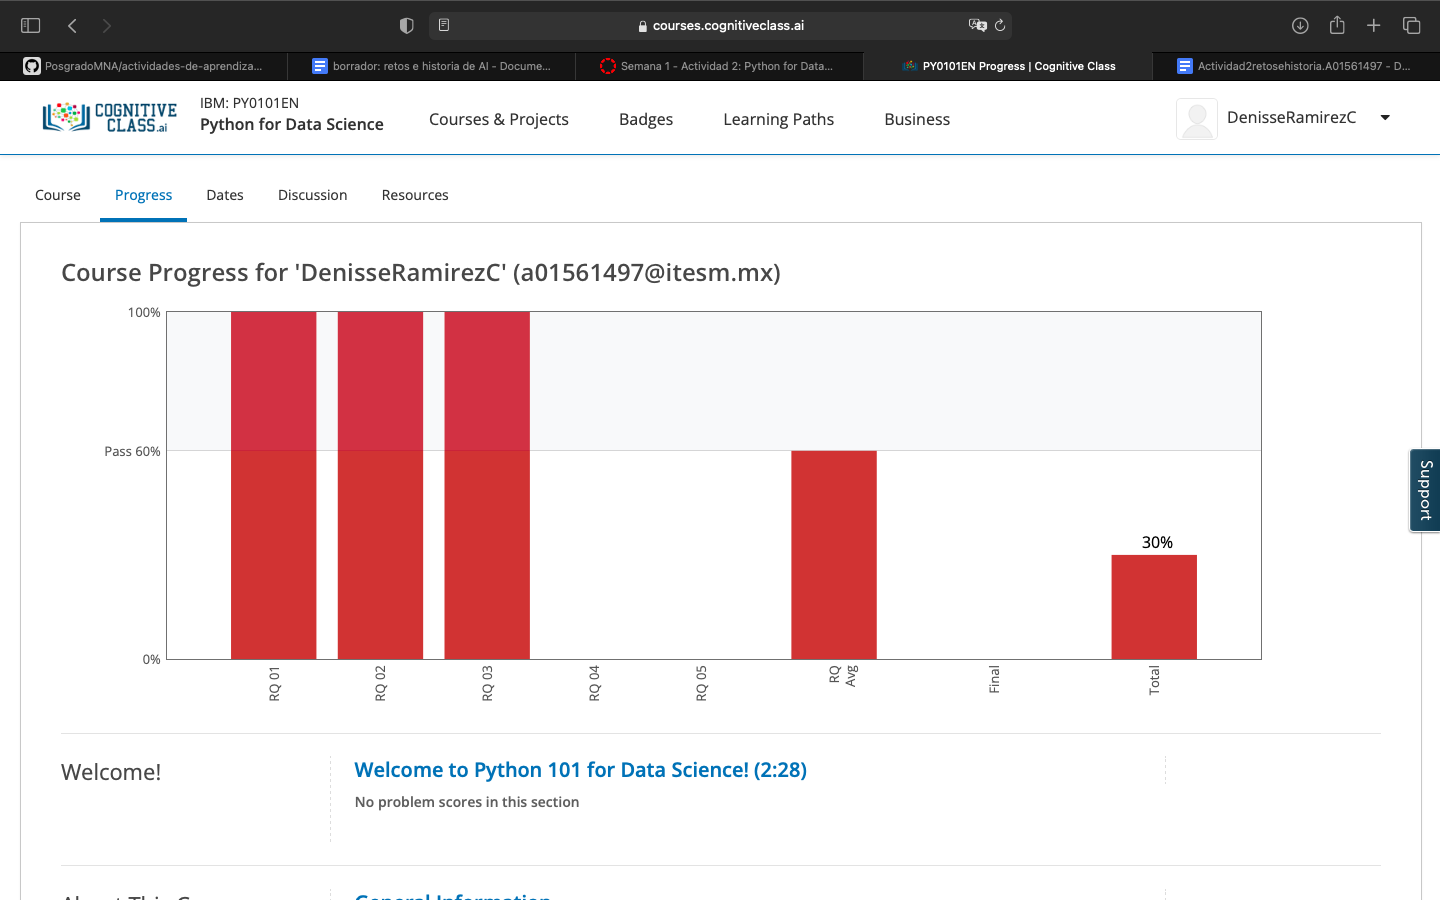 courses.cognitiveclass.ai
PosgradoMNA/actividades-de-aprendiza...
borrador: retos e historia de AI - Docume...
Semana 1 - Actividad 2: Python for Data...
PY0101EN Progress | Cognitive Class
Actividad2retosehistoria.A01561497 - D...
COGNITIVE
CLASS.ai
IBM: PY0101EN
Python for Data Science
Courses & Projects
Badges
Learning Paths
Business
DenisseRamirezC
Course
Progress
Dates
Discussion
Resources
Course Progress for 'DenisseRamirezC' (a01561497@itesm.mx)
100%
Pass 60%
0%
30%
RQ 01
RQ 02
RQ 03
RQ 04
RQ 05
RQ
Avg
Final
Total
Support
Welcome!
Welcome to Python 101 for Data Science! (2:28)
No problem scores in this section
About This C
General Information